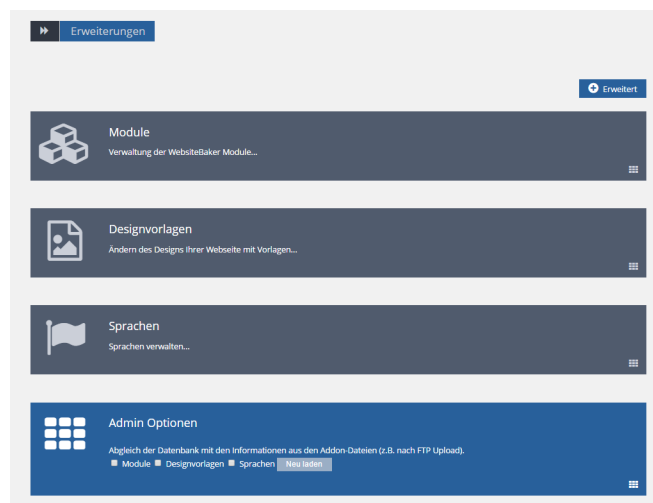 Erweiterungen
Erweitert
Module
Verwaltung der WebsiteBaker Module...
Designvorlagen
Ändern des Designs Ihrer Webseite mit Vorlagen...
Sprachen
Sprachen verwalten...
Admin Optionen
Abgleich der Datenbank mit den Informationen aus den Addon-Dateien (z.B. nach FTP Upload).
Module Designvorlagen Sprachen Neu laden